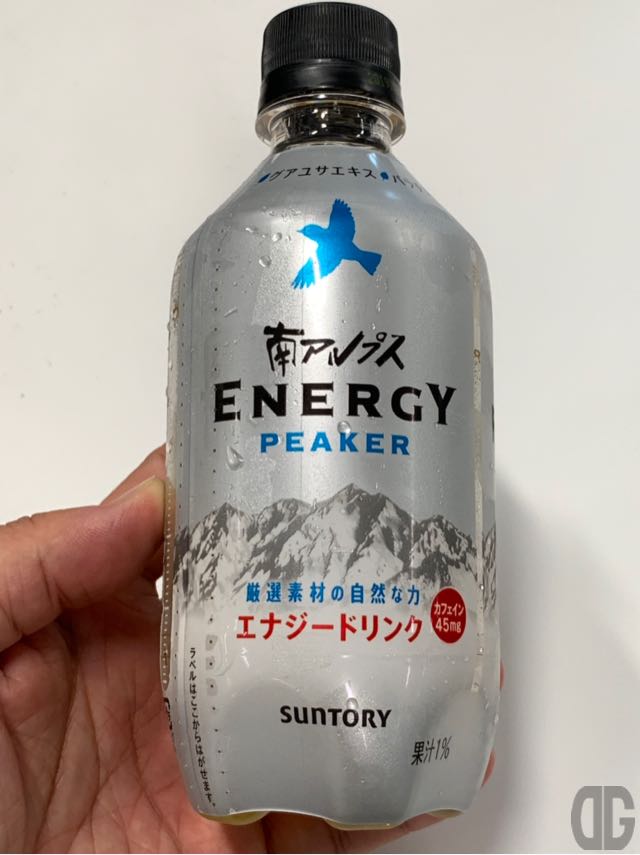 グアユサエキス
南アルプス
ENERGY
PEAKER
厳選素材の自然な力
エナジードリンク
カフェイン
45mg
ラベルはここからはがせます。
SUNTORY
果汁1%
DG